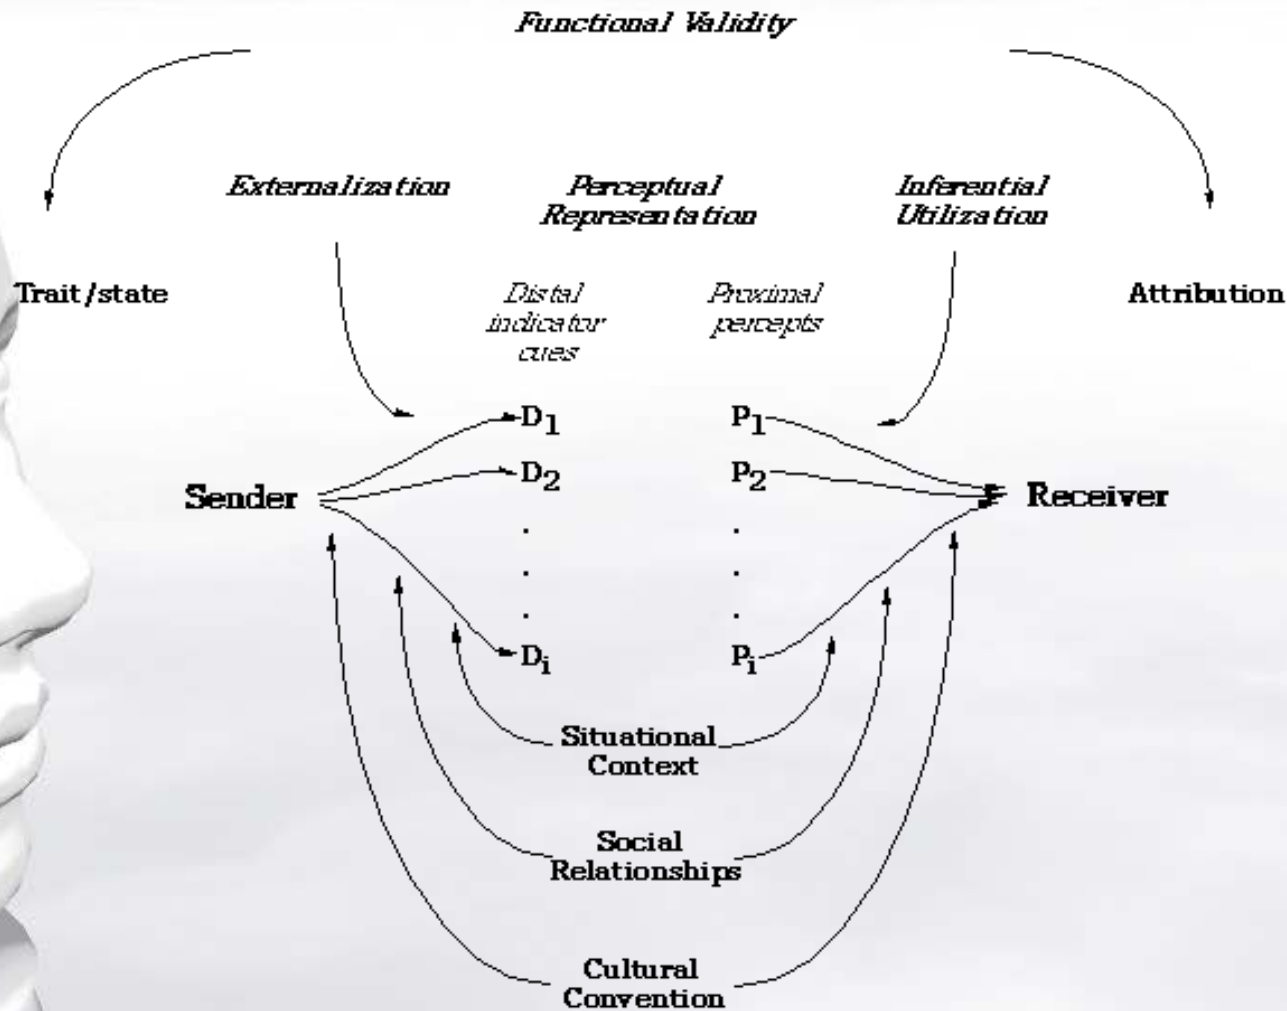 Functional Validity
Externalization
Perceptual
Representation
Inferential
Utilization
Trait/state
Distal
indicator
cues
Proximal
percepts
Attribution
D1
P1
D2
P2
Sender
Receiver
.
.
.
.
.
.
Di
Pi
Situational
Context
Social
Relationships
Cultural
Convention